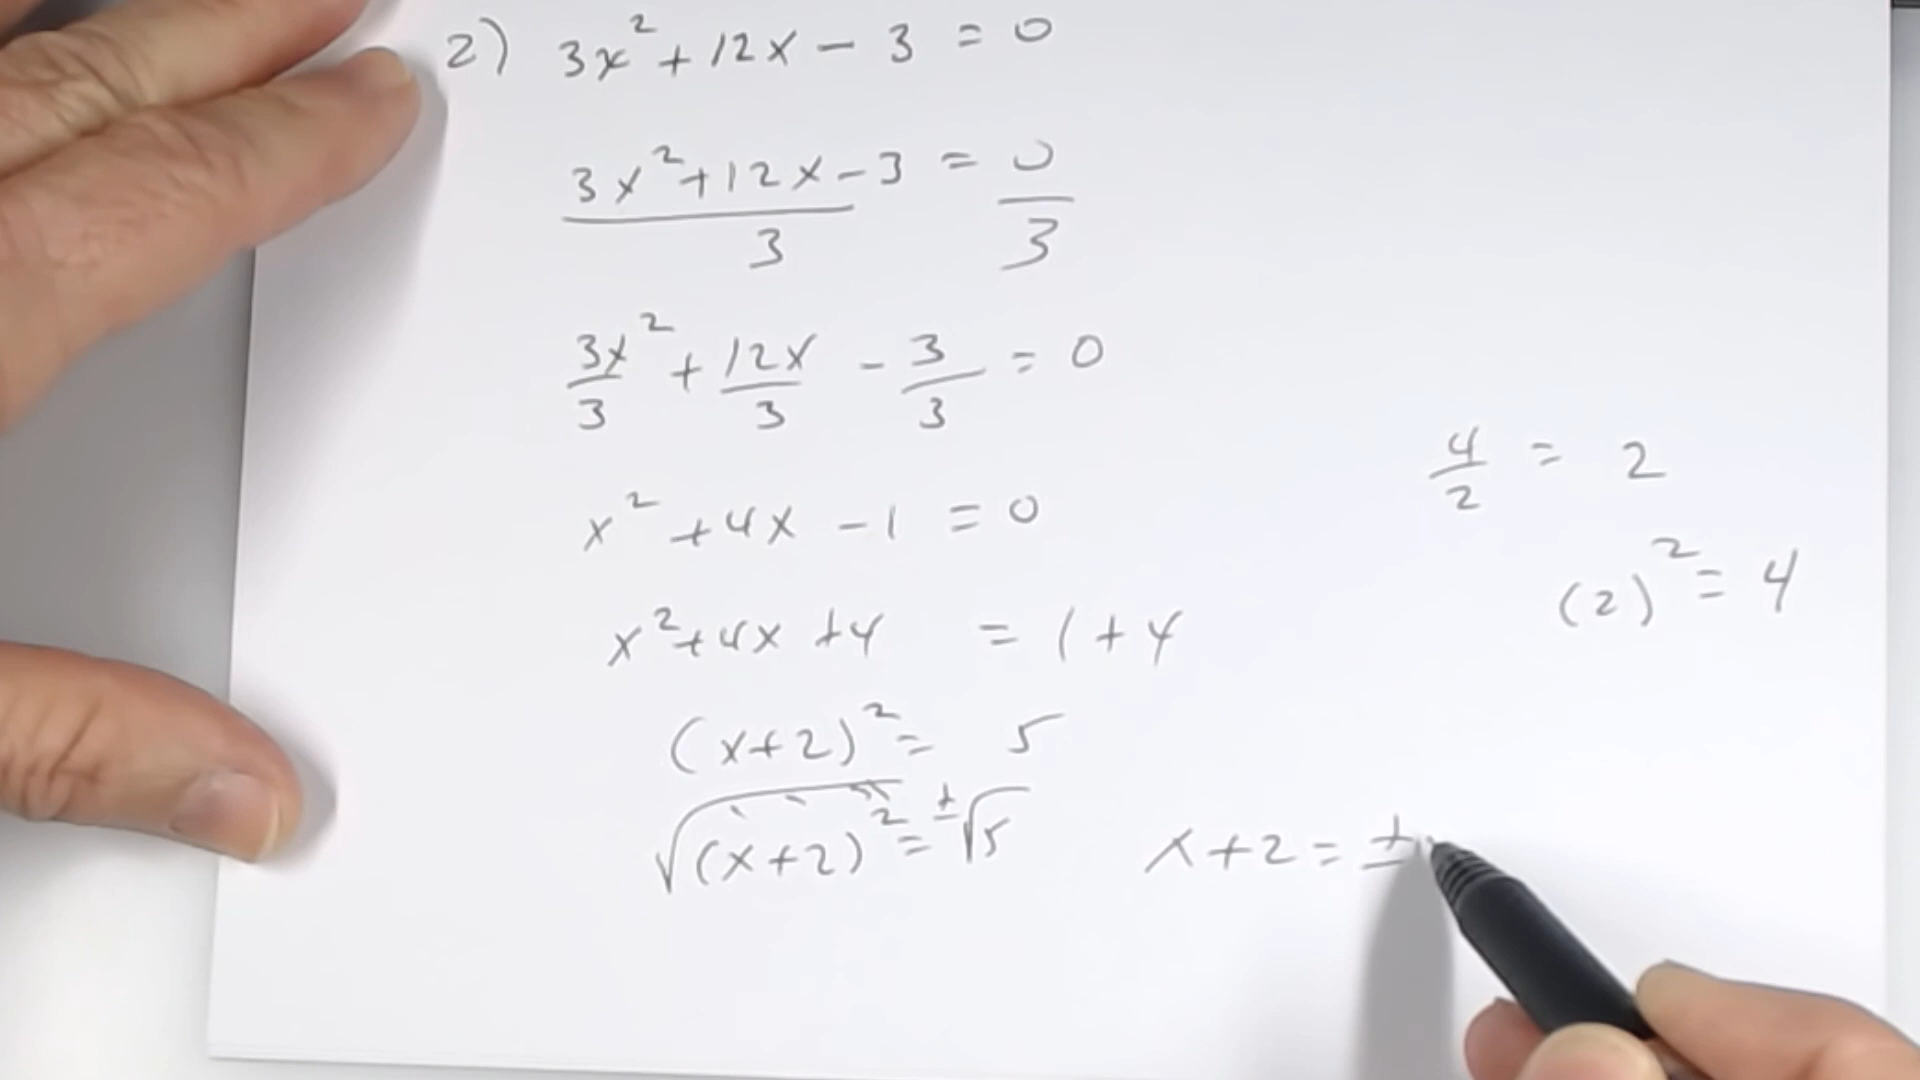 2) 3x² + 12x - 3 = 0
(3x² + 12x - 3)/3 = 0/3
3x²/3 + 12x/3 - 3/3 = 0
x² + 4x - 1 = 0
x² + 4x + 4 = 1 + 4
(x+2)² = 5
√(x+2)² = ±√5
x + 2 = ±
4/2 = 2
(2)² = 4